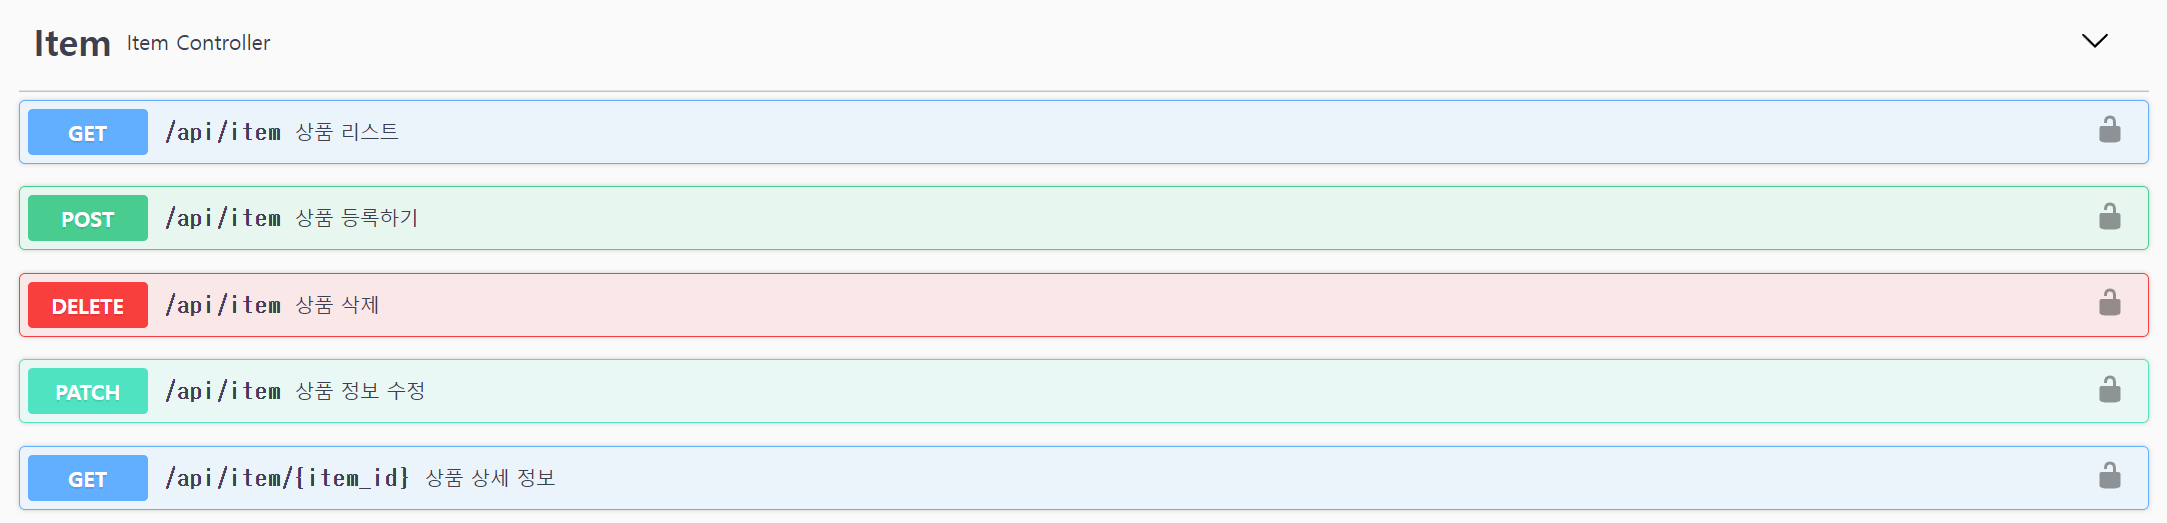 Item Item Controller
GET /api/item 상품 리스트
POST /api/item 상품 등록하기
DELETE /api/item 상품 삭제
PATCH /api/item 상품 정보 수정
GET /api/item/{item_id} 상품 상세 정보